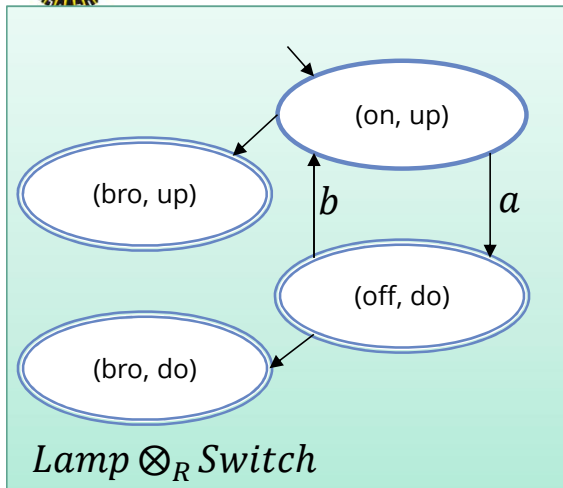 (on, up)
(bro, up)
b
a
(off, do)
(bro, do)
Lamp ⊗_R Switch